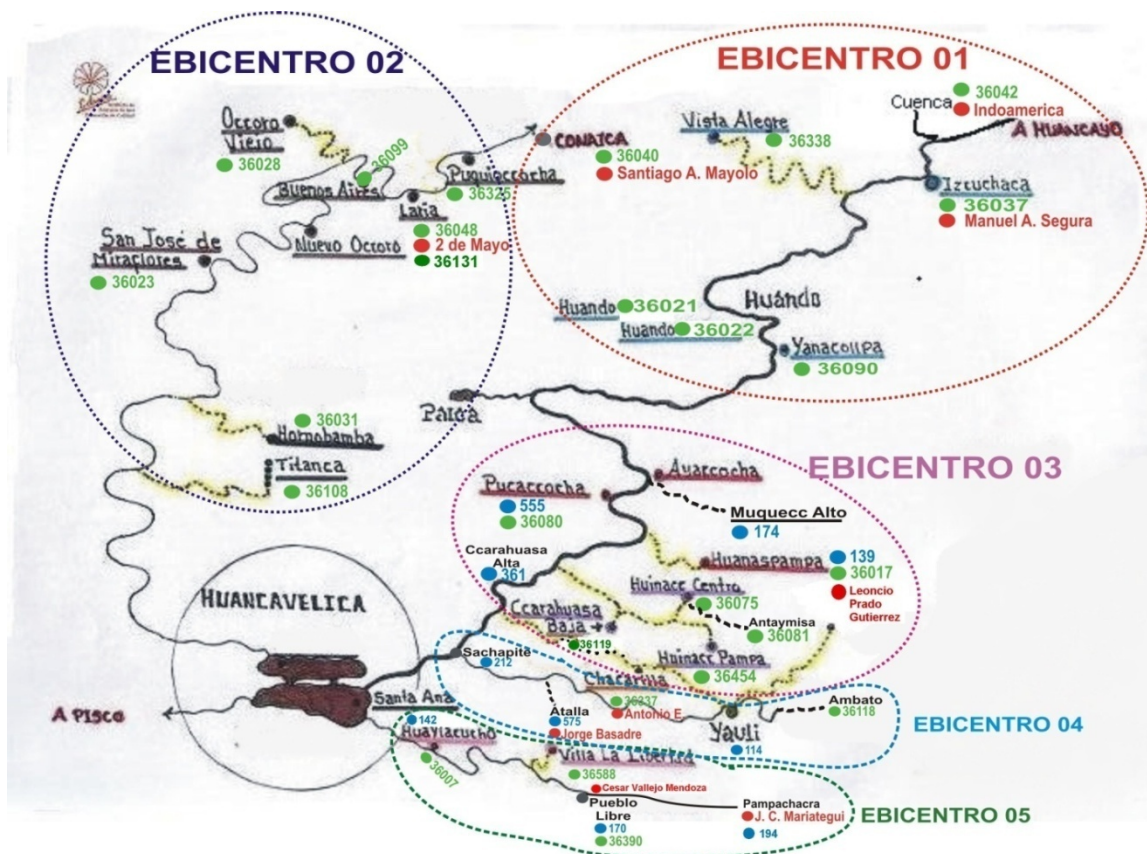 EBICENTRO 02
EBICENTRO 01
36042
Cuenca
Indoamerica
A HUANCAYO
Occoro
Viejo
36028
36099
CONAICA
36040
Santiago A. Mayolo
Vista Alegre
36338
Izcuchaca
36037
Manuel A. Segura
Buenos Aires
Puquiaccocha
36325
Laria
36048
2 de Mayo
36131
Nuevo Occoro
San José de
Miraflores
36023
Huando
36021
Huando
36022
Huándo
Yanacollpa
36090
PALCA
36031
Hornobamba
Titanca
36108
EBICENTRO 03
Ayaccocha
Pucaccocha
555
36080
Muquecc Alto
174
Ccarahuasa
Alta
361
Huanaspampa
139
36017
Leoncio
Prado
Gutierrez
Huinacc Centro
36075
Antaymisa
36081
Ccarahuasa
Baja
36119
Huinacc Pampa
36454
HUANCAVELICA
Sachapite
212
Chacarilla
36337
Antonio E.
Atalla
575
Jorge Basadre
Yauli
114
Ambato
36118
EBICENTRO 04
A PISCO
Santa Ana
142
Huaylacucho
36007
Villa La Libertad
36588
Cesar Vallejo Mendoza
Pueblo
Libre
170
36390
Pampachacra
J. C. Mariategui
194
EBICENTRO 05